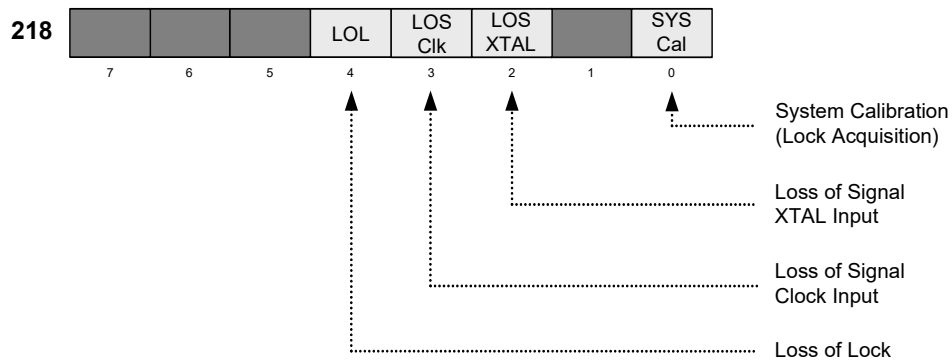 218
LOL
LOS
Clk
LOS
XTAL
SYS
Cal
7 6 5 4 3 2 1 0
System Calibration
(Lock Acquisition)
Loss of Signal
XTAL Input
Loss of Signal
Clock Input
Loss of Lock